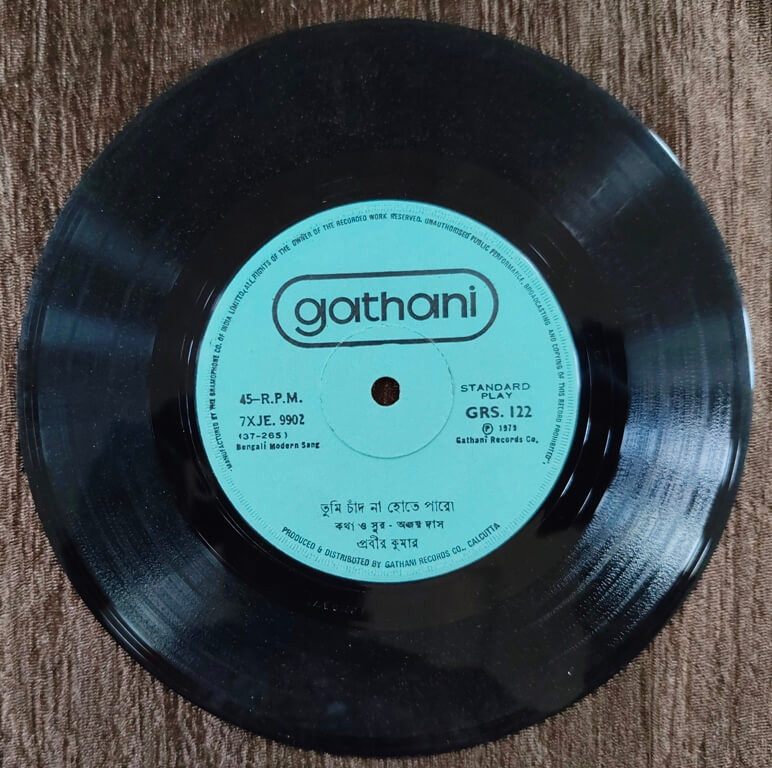 MANUFACTURED BY THE GRAMOPHONE CO. OF INDIA LIMITED. ALL RIGHTS OF THE OWNER OF THE RECORDED WORK RESERVED. UNAUTHORISED PUBLIC PERFORMANCE, BROADCASTING AND COPYING OF THIS RECORD PROHIBITED.
gathani
45-R.P.M.
7XJE. 9902
(37-265)
Bengali Modern Sang
STANDARD
PLAY
GRS. 122
Ⓟ 1979
Gathani Records Co,
তুমি চাঁদ না হোতে পারো
কথা ও সুর - অজয় দাস
প্রবীর কুমার
PRODUCED & DISTRIBUTED BY GATHANI RECORDS CO., CALCUTTA